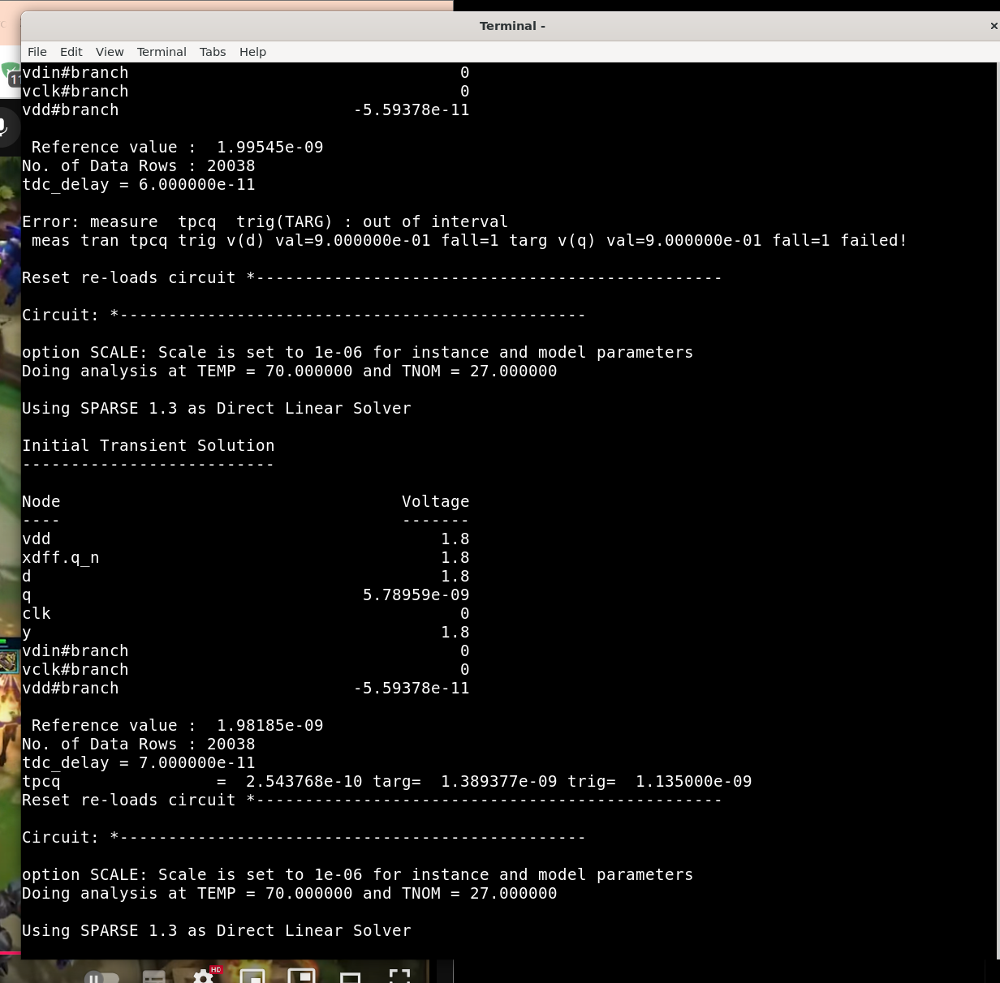 Terminal -
×
File Edit View Terminal Tabs Help
vdin#branch 0
vclk#branch 0
vdd#branch -5.59378e-11
Reference value : 1.99545e-09
No. of Data Rows : 20038
tdc_delay = 6.000000e-11
Error: measure tpcq trig(TARG) : out of interval
meas tran tpcq trig v(d) val=9.000000e-01 fall=1 targ v(q) val=9.000000e-01 fall=1 failed!
Reset re-loads circuit *------------------------------------------------
Circuit: *------------------------------------------------
option SCALE: Scale is set to 1e-06 for instance and model parameters
Doing analysis at TEMP = 70.000000 and TNOM = 27.000000
Using SPARSE 1.3 as Direct Linear Solver
Initial Transient Solution
--------------------------
Node Voltage
---- -------
vdd 1.8
xdff.q_n 1.8
d 1.8
q 5.78959e-09
clk 0
y 1.8
vdin#branch 0
vclk#branch 0
vdd#branch -5.59378e-11
Reference value : 1.98185e-09
No. of Data Rows : 20038
tdc_delay = 7.000000e-11
tpcq = 2.543768e-10 targ= 1.389377e-09 trig= 1.135000e-09
Reset re-loads circuit *------------------------------------------------
Circuit: *------------------------------------------------
option SCALE: Scale is set to 1e-06 for instance and model parameters
Doing analysis at TEMP = 70.000000 and TNOM = 27.000000
Using SPARSE 1.3 as Direct Linear Solver
HD